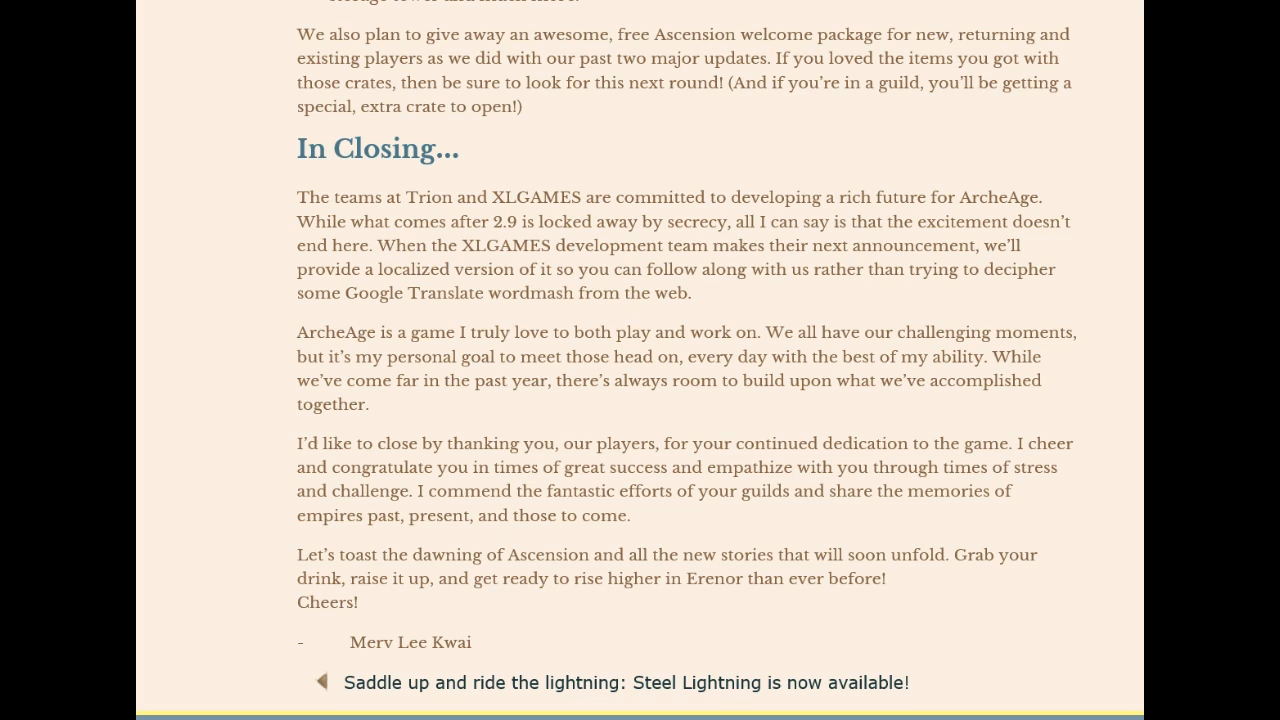 We also plan to give away an awesome, free Ascension welcome package for new, returning and
existing players as we did with our past two major updates. If you loved the items you got with
those crates, then be sure to look for this next round! (And if you’re in a guild, you’ll be getting a
special, extra crate to open!)
In Closing...
The teams at Trion and XLGAMES are committed to developing a rich future for ArcheAge.
While what comes after 2.9 is locked away by secrecy, all I can say is that the excitement doesn’t
end here. When the XLGAMES development team makes their next announcement, we’ll
provide a localized version of it so you can follow along with us rather than trying to decipher
some Google Translate wordmash from the web.
ArcheAge is a game I truly love to both play and work on. We all have our challenging moments,
but it’s my personal goal to meet those head on, every day with the best of my ability. While
we’ve come far in the past year, there’s always room to build upon what we’ve accomplished
together.
I’d like to close by thanking you, our players, for your continued dedication to the game. I cheer
and congratulate you in times of great success and empathize with you through times of stress
and challenge. I commend the fantastic efforts of your guilds and share the memories of
empires past, present, and those to come.
Let’s toast the dawning of Ascension and all the new stories that will soon unfold. Grab your
drink, raise it up, and get ready to rise higher in Erenor than ever before!
Cheers!
- Merv Lee Kwai
Saddle up and ride the lightning: Steel Lightning is now available!